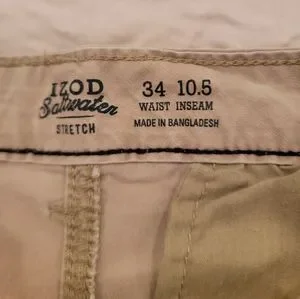 IZOD
Saltwater
STRETCH
34 10.5
WAIST INSEAM
MADE IN BANGLADESH